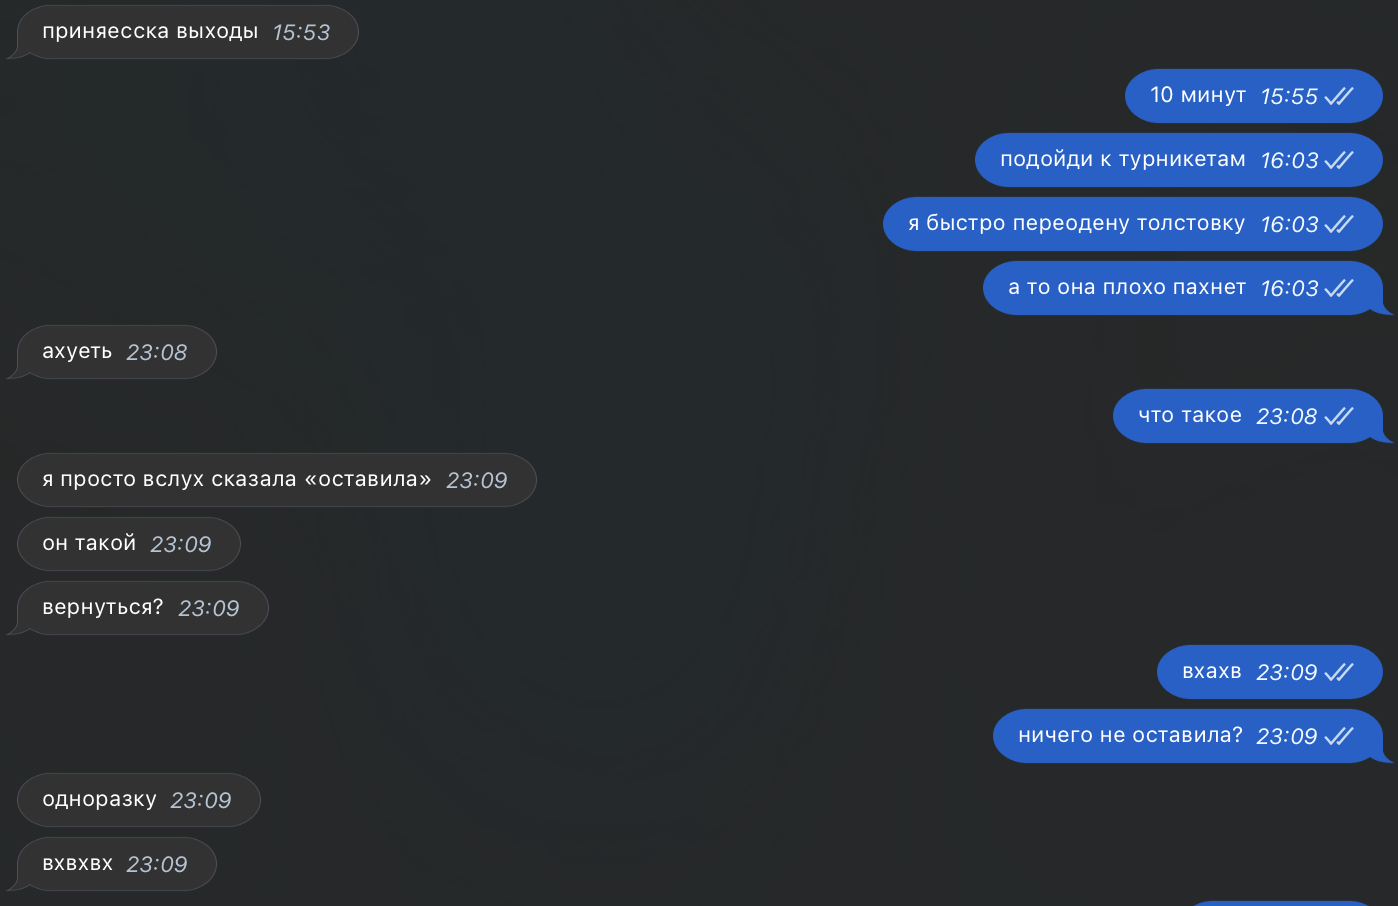 приняесска выходы 15:53
10 минут 15:55
подойди к турникетам 16:03
я быстро переодену толстовку 16:03
а то она плохо пахнет 16:03
ахуеть 23:08
что такое 23:08
я просто вслух сказала «оставила» 23:09
он такой 23:09
вернуться? 23:09
вхахв 23:09
ничего не оставила? 23:09
одноразку 23:09
вхвхвх 23:09